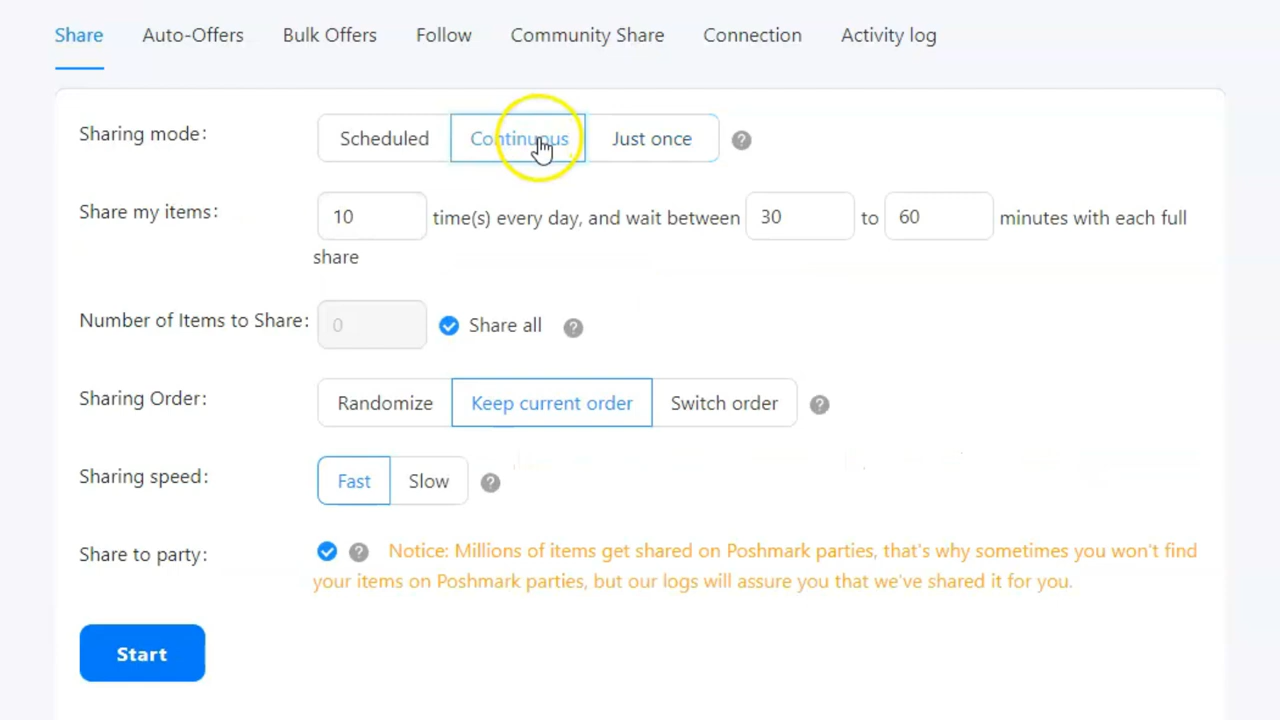 Share Auto-Offers Bulk Offers Follow Community Share Connection Activity log
Sharing mode: Scheduled Continuous Just once ?
Share my items: 10 time(s) every day, and wait between 30 to 60 minutes with each full
share
Number of Items to Share: 0 Share all ?
Sharing Order: Randomize Keep current order Switch order ?
Sharing speed: Fast Slow ?
Share to party: ? Notice: Millions of items get shared on Poshmark parties, that's why sometimes you won't find
your items on Poshmark parties, but our logs will assure you that we've shared it for you.
Start